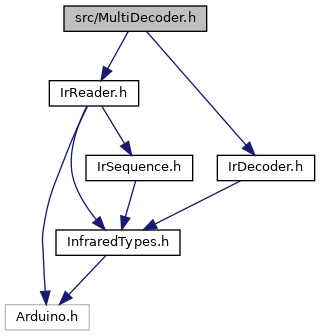 src/MultiDecoder.h
IrReader.h
IrSequence.h
IrDecoder.h
InfraredTypes.h
Arduino.h